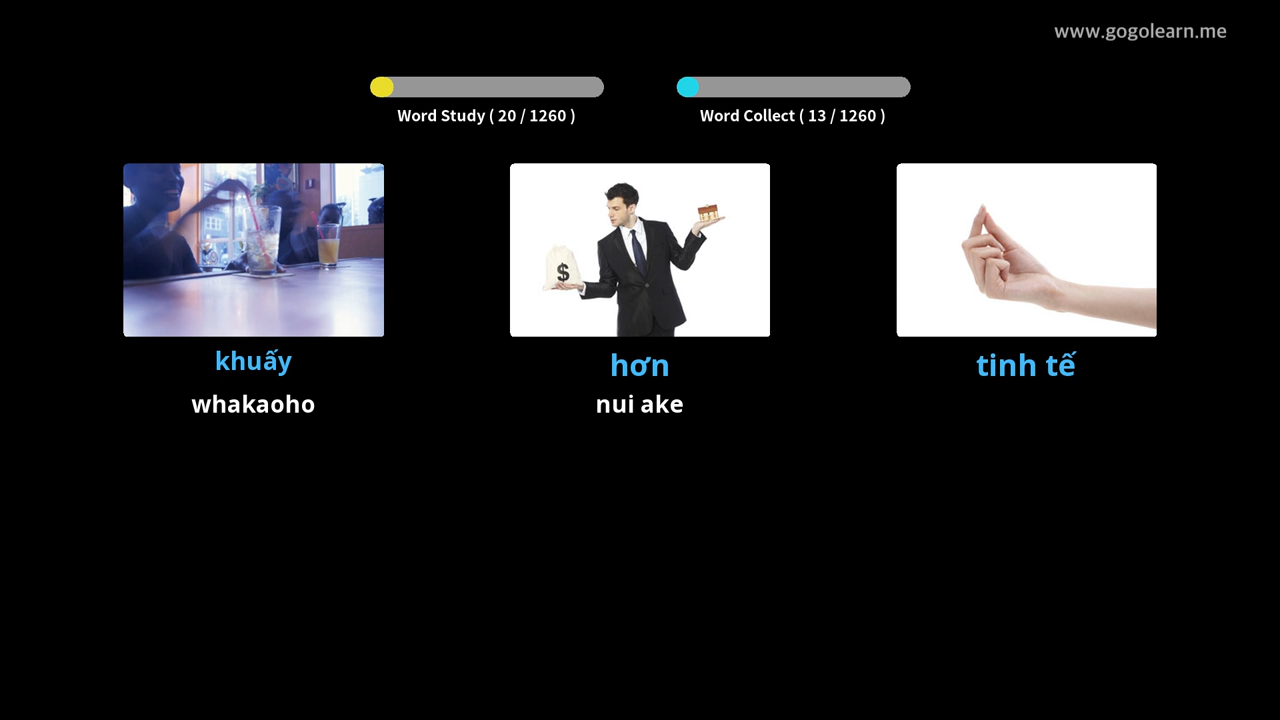 www.gogolearn.me
Word Study ( 20 / 1260 )
Word Collect ( 13 / 1260 )
khuấy
hơn
tinh tế
whakaoho
nui ake
$